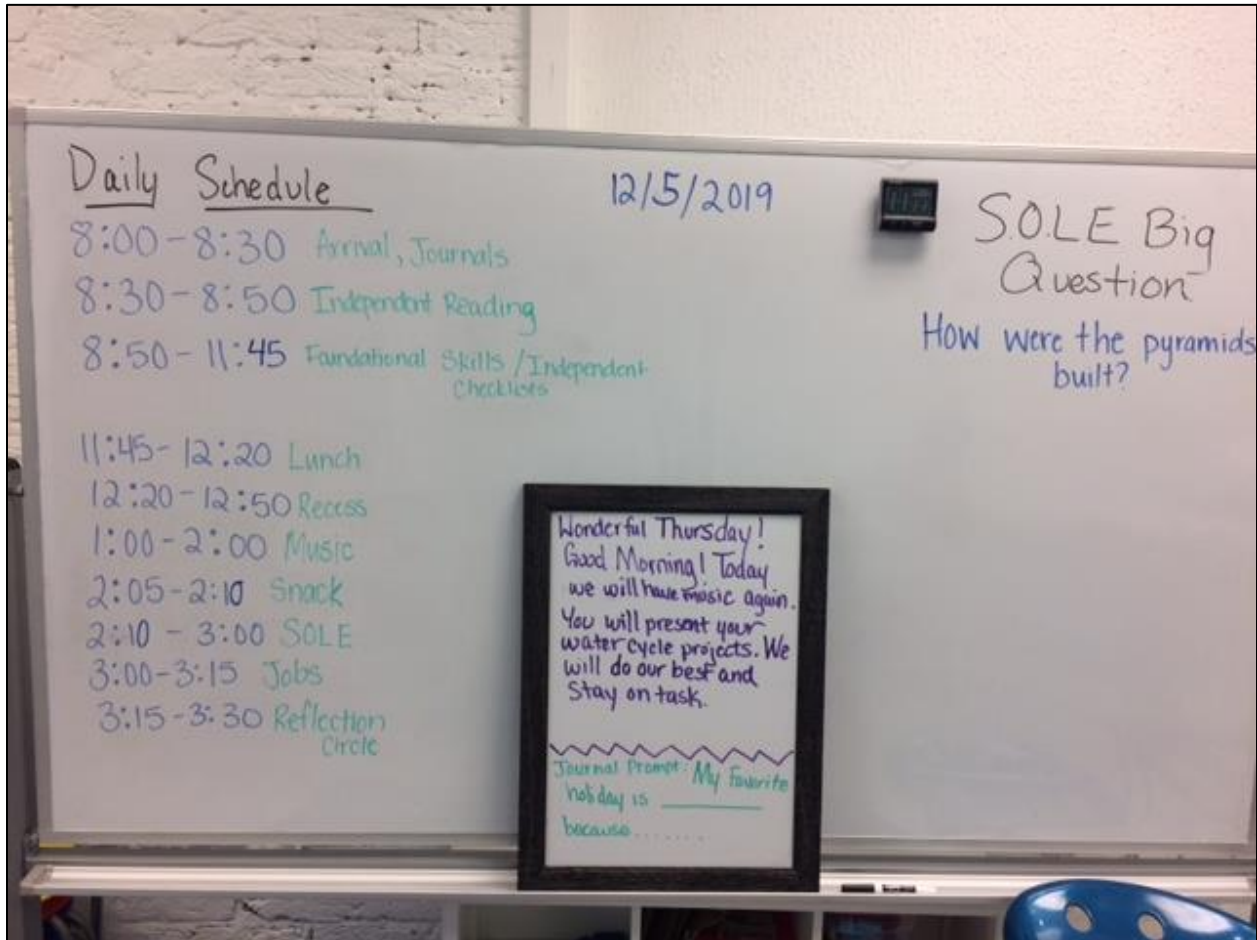 Daily Schedule
8:00-8:30 Arrival, Journals
8:30-8:50 Independent Reading
8:50-11:45 Foundational Skills / Independent
Checklists
11:45-12:20 Lunch
12:20-12:50 Recess
1:00-2:00 Music
2:05-2:10 Snack
2:10 - 3:00 SOLE
3:00-3:15 Jobs
3:15-3:30 Reflection
Circle
12/5/2019
S.O.L.E Big
Question
How were the pyramids
built?
Wonderful Thursday!
Good Morning! Today
we will have music again.
You will present your
water cycle projects. We
will do our best and
Stay on task.
Journal Prompt: My Favorite
holiday is ________
because .......